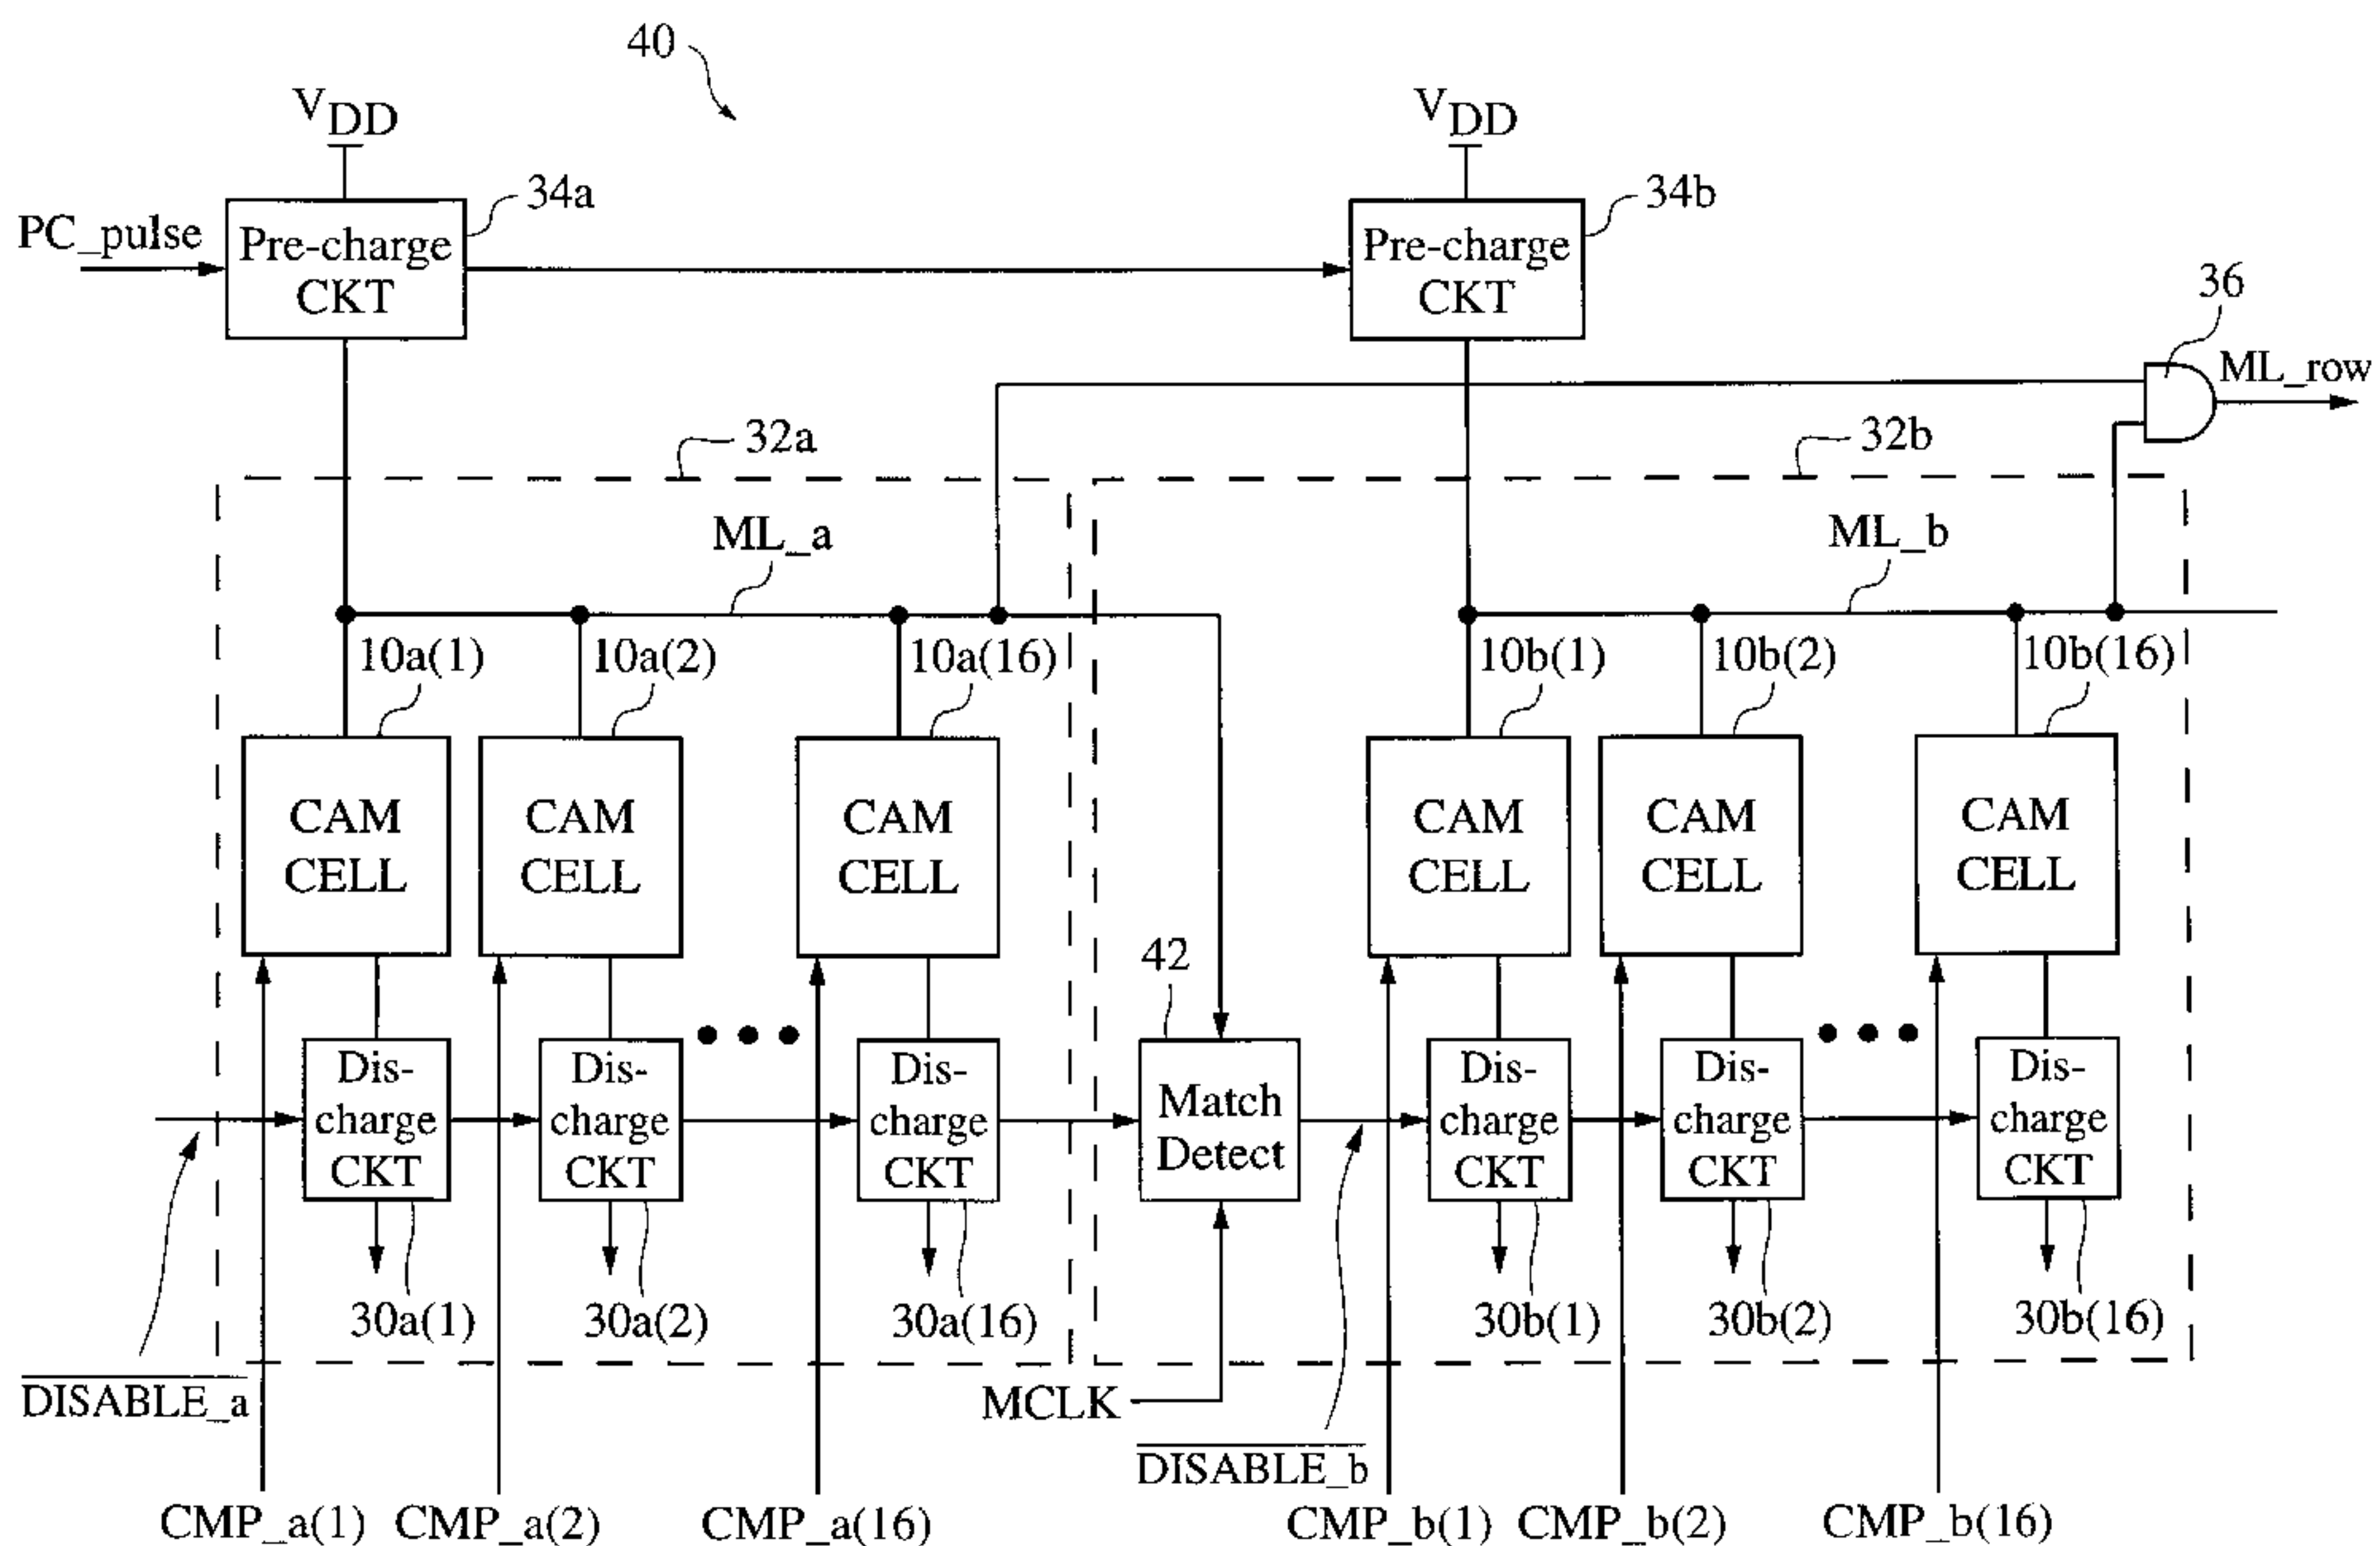 40
VDD
VDD
34a
34b
PC_pulse
Pre-charge
CKT
Pre-charge
CKT
36
ML_row
32a
32b
ML_a
ML_b
10a(1)
10a(2)
10a(16)
10b(1)
10b(2)
10b(16)
CAM
CELL
CAM
CELL
CAM
CELL
CAM
CELL
CAM
CELL
CAM
CELL
42
Dis-
charge
CKT
Dis-
charge
CKT
Dis-
charge
CKT
Match
Detect
Dis-
charge
CKT
Dis-
charge
CKT
Dis-
charge
CKT
30a(1)
30a(2)
30a(16)
30b(1)
30b(2)
30b(16)
DISABLE_a
MCLK
DISABLE_b
CMP_a(1)
CMP_a(2)
CMP_a(16)
CMP_b(1)
CMP_b(2)
CMP_b(16)